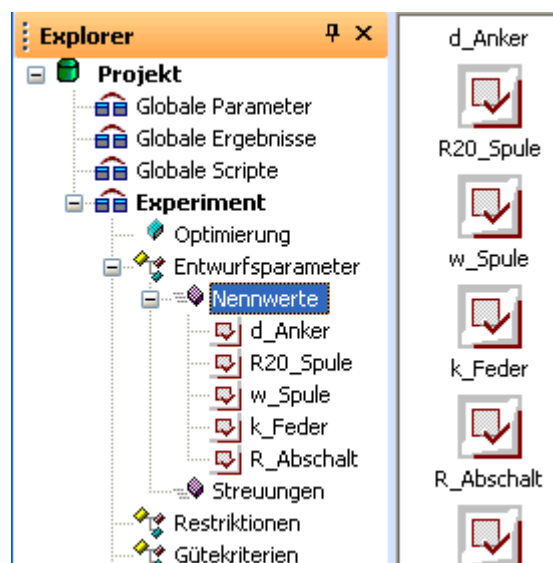 Explorer
Projekt
Globale Parameter
Globale Ergebnisse
Globale Scripte
Experiment
Optimierung
Entwurfsparameter
Nennwerte
d_Anker
R20_Spule
w_Spule
k_Feder
R_Abschalt
Streuungen
Restriktionen
Gütekriterien
d_Anker
R20_Spule
w_Spule
k_Feder
R_Abschalt